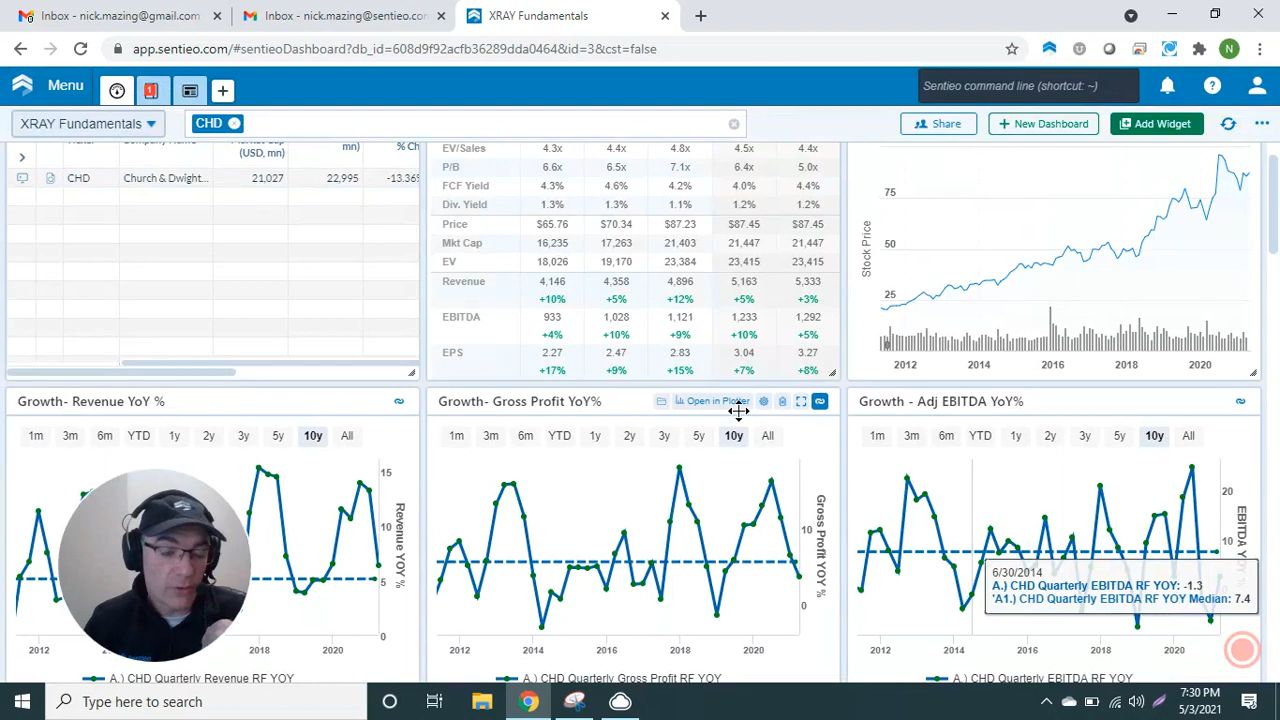 Inbox - nick.mazing@gmail.com
Inbox - nick.mazing@sentieo.com
XRAY Fundamentals
app.sentieo.com/#sentieoDashboard?db_id=608d9f92acfb36289dda0464&id=3&cst=false
N
Menu
1
Sentieo command line (shortcut: ~)
XRAY Fundamentals
CHD
Share
New Dashboard
Add Widget
Company Name
Market Cap
(USD, mn)
mn)
% Ch
CHD Church & Dwight... 21,027 22,995 -13.36%
EV/Sales 4.3x 4.4x 4.8x 4.5x 4.4x
P/B 6.6x 6.5x 7.1x 6.4x 5.0x
FCF Yield 4.3% 4.6% 4.2% 4.0% 4.4%
Div. Yield 1.3% 1.3% 1.1% 1.2% 1.2%
Price $65.76 $70.34 $87.23 $87.45 $87.45
Mkt Cap 16,235 17,263 21,403 21,447 21,447
EV 18,026 19,170 23,384 23,415 23,415
Revenue 4,146 4,358 4,896 5,163 5,333
+10% +5% +12% +5% +3%
EBITDA 933 1,028 1,121 1,233 1,292
+4% +10% +9% +10% +5%
EPS 2.27 2.47 2.83 3.04 3.27
+17% +9% +15% +7% +8%
Stock Price
75
50
25
0
2012 2014 2016 2018 2020
Growth- Revenue YoY %
1m 3m 6m YTD 1y 2y 3y 5y 10y All
15
10
5
0
Revenue YOY %
2012
2018 2020
A.) CHD Quarterly Revenue RF YOY
Growth- Gross Profit YoY%
Open in Plotter
1m 3m 6m YTD 1y 2y 3y 5y 10y All
10
0
Gross Profit YOY %
2012 2014 2016 2018 2020
A.) CHD Quarterly Gross Profit RF YOY
Growth - Adj EBITDA YoY%
1m 3m 6m YTD 1y 2y 3y 5y 10y All
20
10
EBITDA YO
6/30/2014
A.) CHD Quarterly EBITDA RF YOY: -1.3
'A1.) CHD Quarterly EBITDA RF YOY Median: 7.4
2012 2014 2016 2018 2020
A.) CHD Quarterly EBITDA RF YOY
Type here to search
7:30 PM
5/3/2021